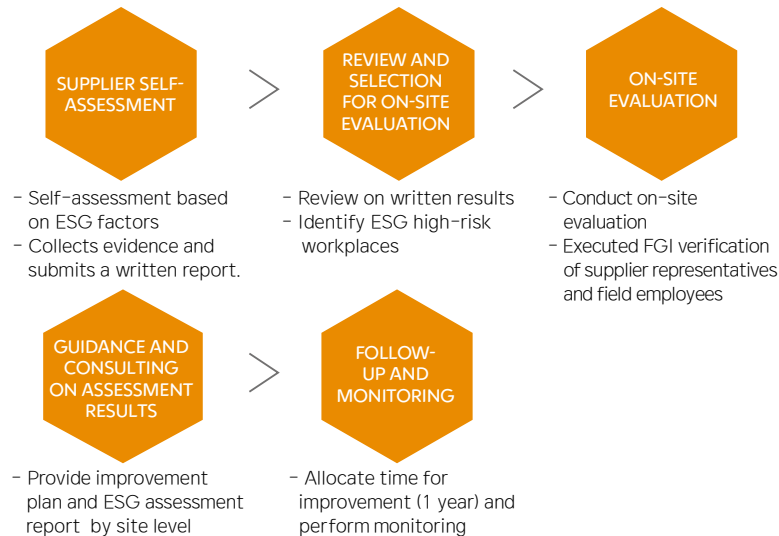 SUPPLIER SELF-
ASSESSMENT
- Self-assessment based
on ESG factors
- Collects evidence and
submits a written report.
REVIEW AND
SELECTION
FOR ON-SITE
EVALUATION
- Review on written results
- Identify ESG high-risk
workplaces
ON-SITE
EVALUATION
- Conduct on-site
evaluation
- Executed FGI verification
of supplier representatives
and field employees
GUIDANCE AND
CONSULTING
ON ASSESSMENT
RESULTS
- Provide improvement
plan and ESG assessment
report by site level
FOLLOW-
UP AND
MONITORING
- Allocate time for
improvement (1 year) and
perform monitoring